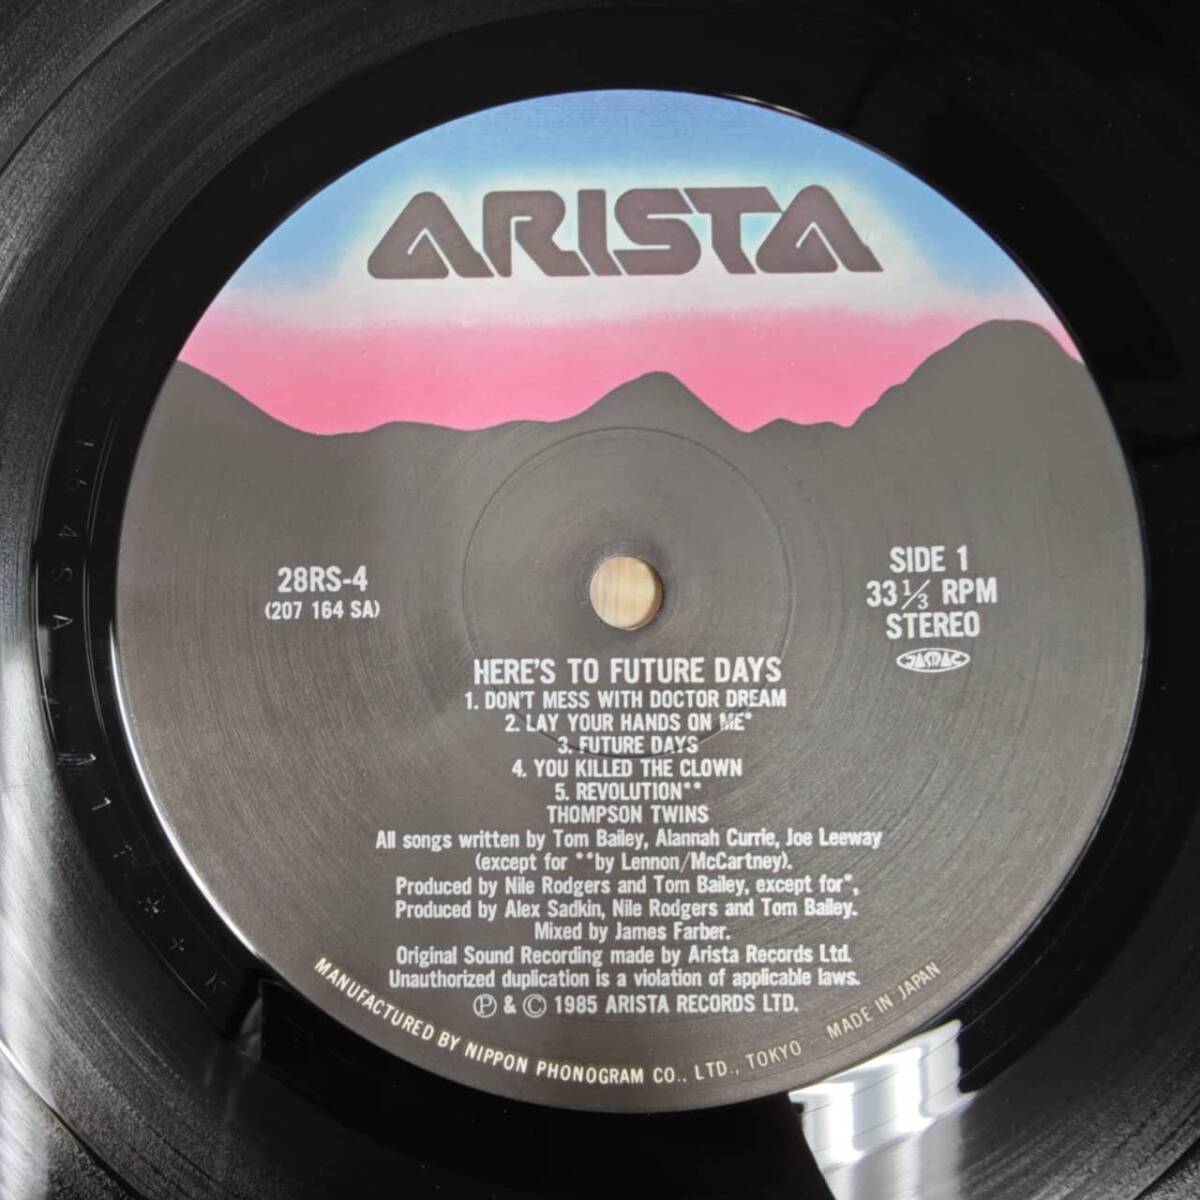 ARISTA
28RS-4
(207 164 SA)
SIDE 1
33 1/3 RPM
STEREO
JASRAC
HERE'S TO FUTURE DAYS
1. DON'T MESS WITH DOCTOR DREAM
2. LAY YOUR HANDS ON ME*
3. FUTURE DAYS
4. YOU KILLED THE CLOWN
5. REVOLUTION**
THOMPSON TWINS
All songs written by Tom Bailey, Alannah Currie, Joe Leeway
(except for **by Lennon/McCartney).
Produced by Nile Rodgers and Tom Bailey, except for*,
Produced by Alex Sadkin, Nile Rodgers and Tom Bailey.
Mixed by James Farber.
Original Sound Recording made by Arista Records Ltd.
Unauthorized duplication is a violation of applicable laws.
Ⓟ & © 1985 ARISTA RECORDS LTD.
MANUFACTURED BY NIPPON PHONOGRAM CO., LTD., TOKYO MADE IN JAPAN